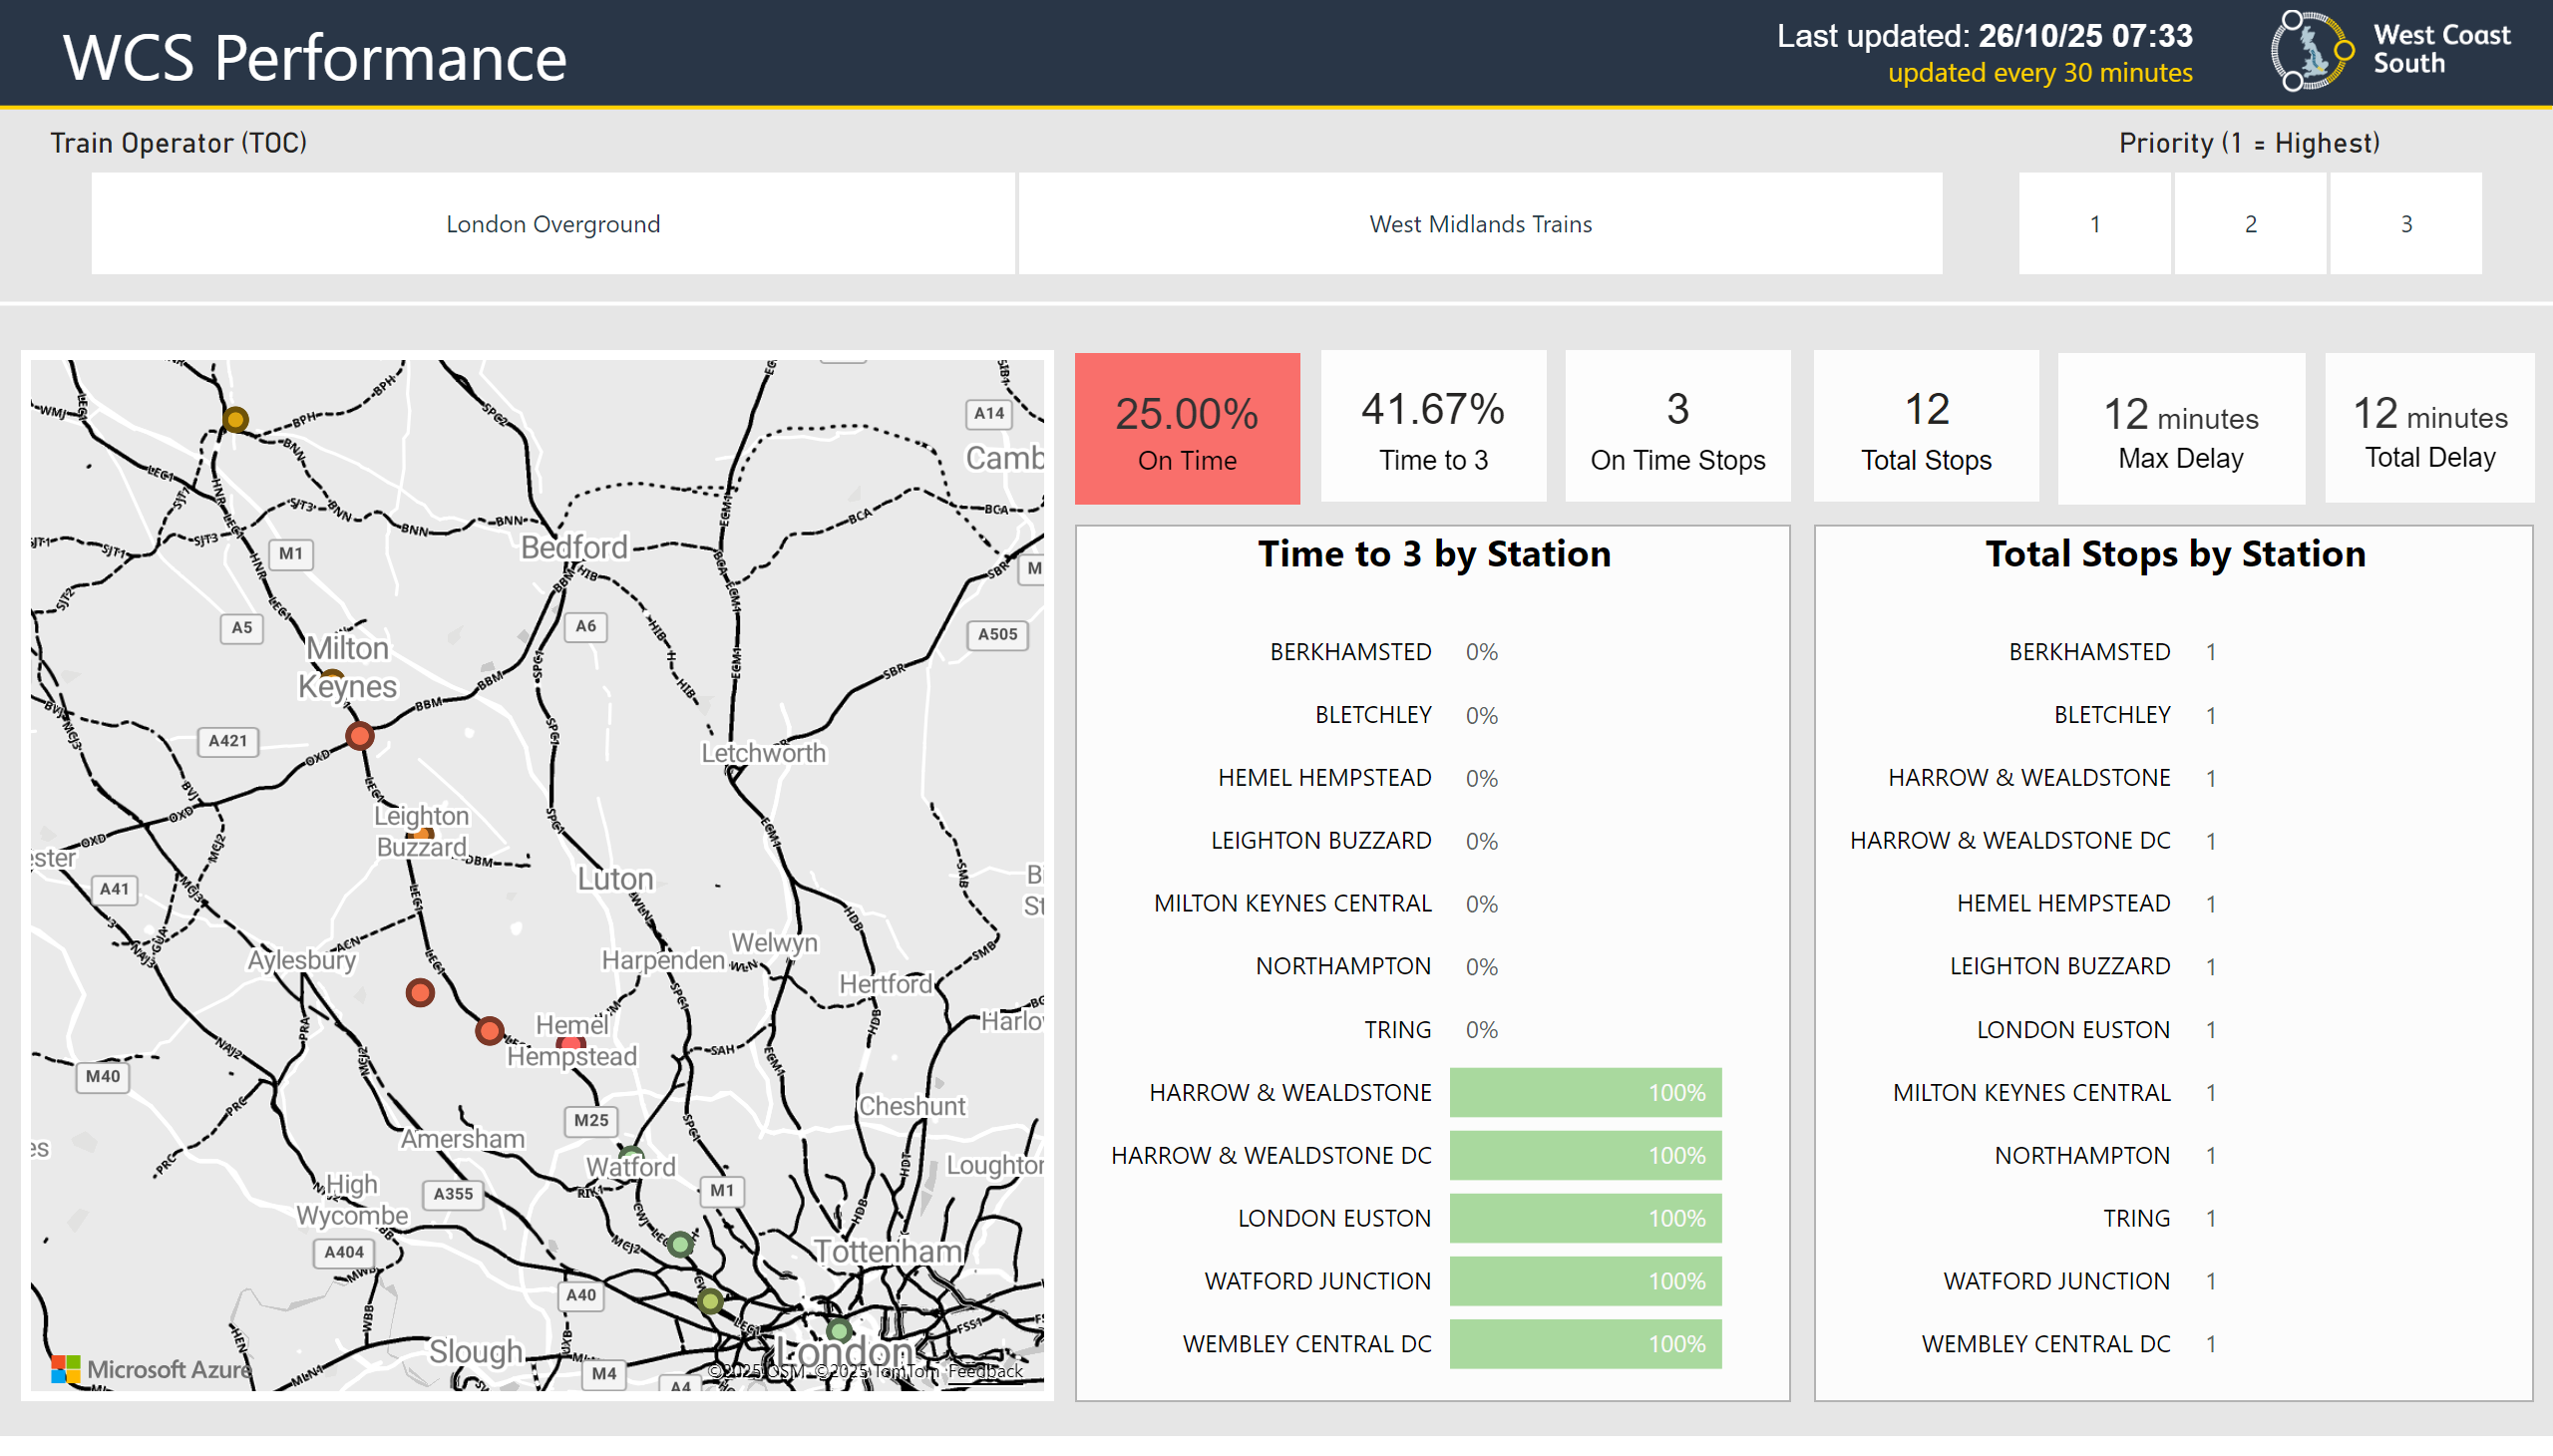 WCS Performance
Last updated: 26/10/25 07:33
updated every 30 minutes
West Coast
South
Train Operator (TOC)
Priority (1 = Highest)
London Overground
West Midlands Trains
1
2
3
25.00%
On Time
41.67%
Time to 3
3
On Time Stops
12
Total Stops
12 minutes
Max Delay
12 minutes
Total Delay
A14
Camb
Bedford
M1
A5
A6
A505
Milton
Keynes
A421
Letchworth
Leighton
Buzzard
ester
Luton
A41
Welwyn
Aylesbury
Harpenden
Hertford
Harlo
Hemel
Hempstead
M40
Cheshunt
M25
Amersham
Watford
Loughton
High
Wycombe
A355
M1
A404
Tottenham
A40
Slough
London
M4
A4
Microsoft Azure
©2025 OSM ©2025 TomTom Feedback
Time to 3 by Station
BERKHAMSTED 0%
BLETCHLEY 0%
HEMEL HEMPSTEAD 0%
LEIGHTON BUZZARD 0%
MILTON KEYNES CENTRAL 0%
NORTHAMPTON 0%
TRING 0%
HARROW & WEALDSTONE 100%
HARROW & WEALDSTONE DC 100%
LONDON EUSTON 100%
WATFORD JUNCTION 100%
WEMBLEY CENTRAL DC 100%
Total Stops by Station
BERKHAMSTED 1
BLETCHLEY 1
HARROW & WEALDSTONE 1
HARROW & WEALDSTONE DC 1
HEMEL HEMPSTEAD 1
LEIGHTON BUZZARD 1
LONDON EUSTON 1
MILTON KEYNES CENTRAL 1
NORTHAMPTON 1
TRING 1
WATFORD JUNCTION 1
WEMBLEY CENTRAL DC 1